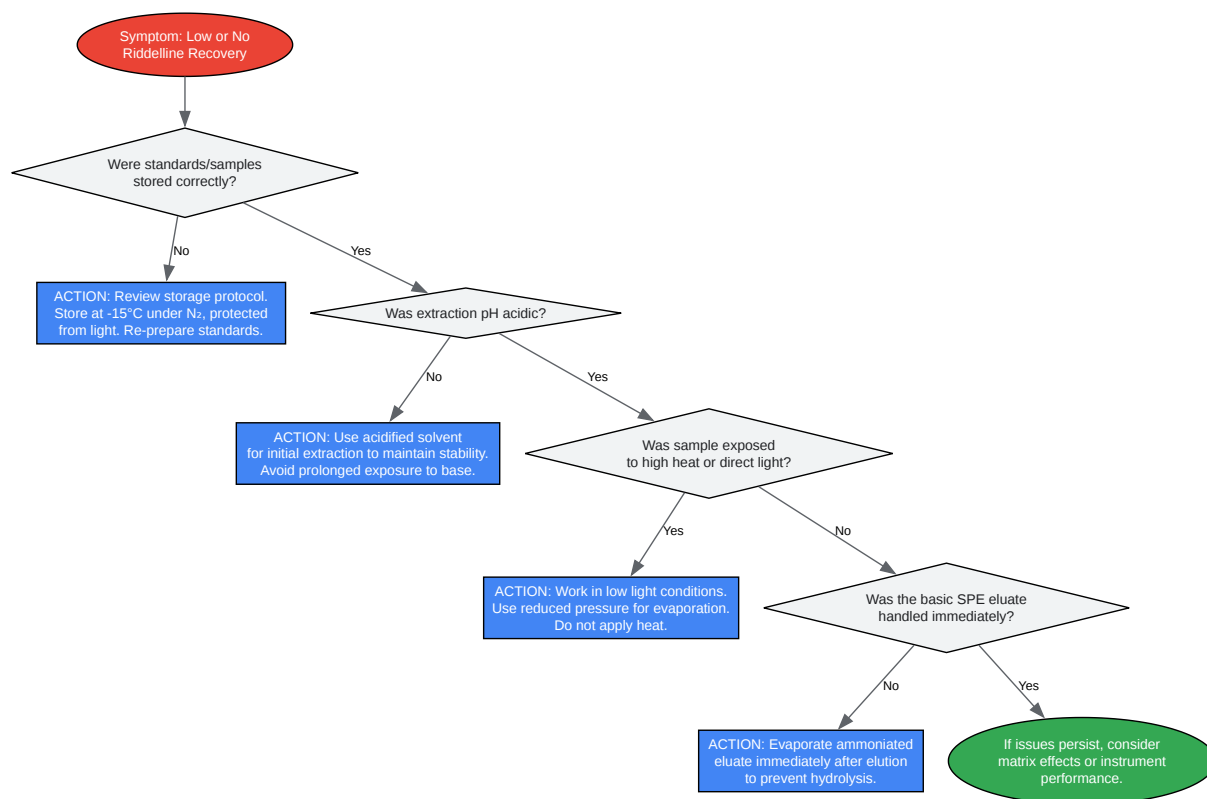 Symptom: Low or No
Riddelline Recovery
Were standards/samples
stored correctly?
No
Yes
ACTION: Review storage protocol.
Store at -15°C under N₂, protected
from light. Re-prepare standards.
Was extraction pH acidic?
No
Yes
ACTION: Use acidified solvent
for initial extraction to maintain stability.
Avoid prolonged exposure to base.
Was sample exposed
to high heat or direct light?
Yes
No
ACTION: Work in low light conditions.
Use reduced pressure for evaporation.
Do not apply heat.
Was the basic SPE eluate
handled immediately?
No
Yes
ACTION: Evaporate ammoniated
eluate immediately after elution
to prevent hydrolysis.
If issues persist, consider
matrix effects or instrument
performance.